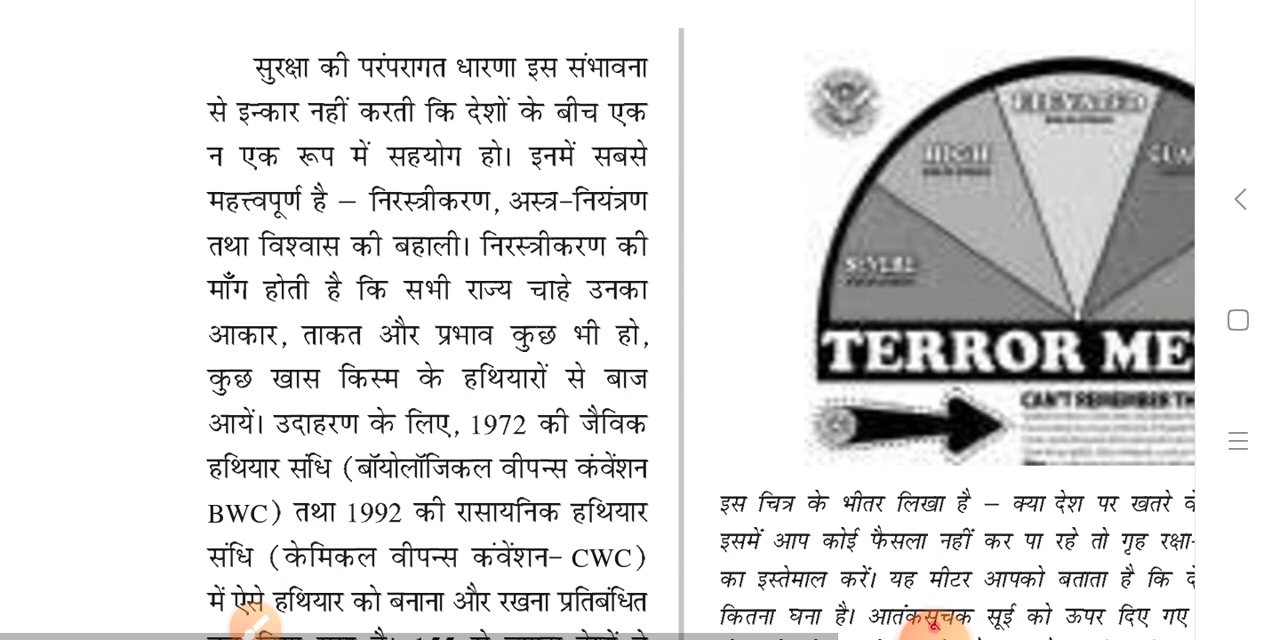 सुरक्षा की परंपरागत धारणा इस संभावना
से इन्कार नहीं करती कि देशों के बीच एक
न एक रूप में सहयोग हो। इनमें सबसे
महत्त्वपूर्ण है – निरस्त्रीकरण, अस्त्र-नियंत्रण
तथा विश्वास की बहाली। निरस्त्रीकरण की
माँग होती है कि सभी राज्य चाहे उनका
आकार, ताकत और प्रभाव कुछ भी हो,
कुछ खास किस्म के हथियारों से बाज
आयें। उदाहरण के लिए, 1972 की जैविक
हथियार संधि (बॉयोलॉजिकल वीपन्स कंवेंशन
BWC) तथा 1992 की रासायनिक हथियार
संधि (केमिकल वीपन्स कंवेंशन- CWC)
में ऐसे हथियार को बनाना और रखना प्रतिबंधित
ELEVATED
HIGH
GUA
SEVERE
TERROR ME
CAN'T REMEMBER TH
इस चित्र के भीतर लिखा है – क्या देश पर खतरे के
इसमें आप कोई फैसला नहीं कर पा रहे तो गृह रक्षा-
का इस्तेमाल करें। यह मीटर आपको बताता है कि दे
कितना घना है। आतंकसूचक सूई को ऊपर दिए गए